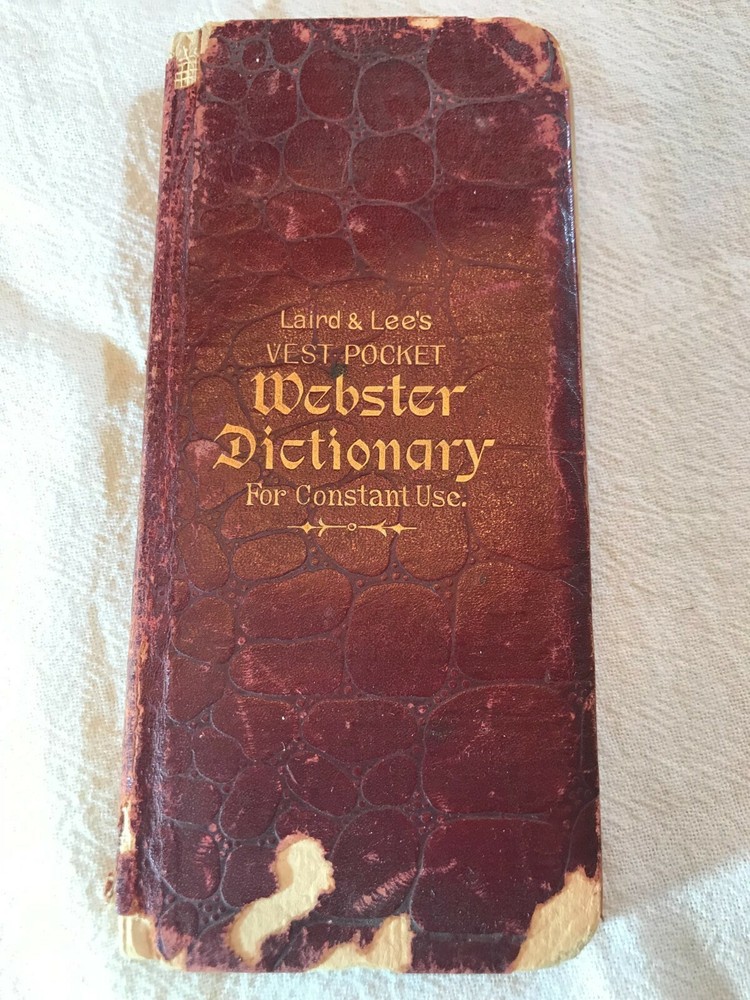 Laird & Lee's
VEST POCKET
Webster
Dictionary
For Constant Use.